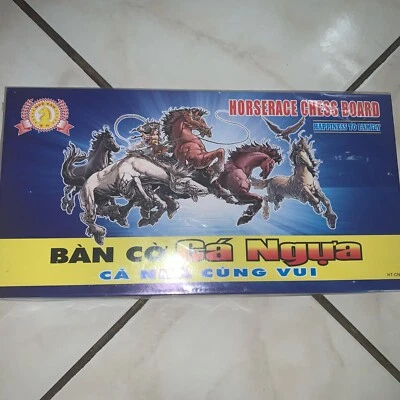 HORSERACE CHESS BOARD
HAPPINESS TO FAMILY
BÀN CỜ Cá Ngựa
CẢ NHÀ CÙNG VUI